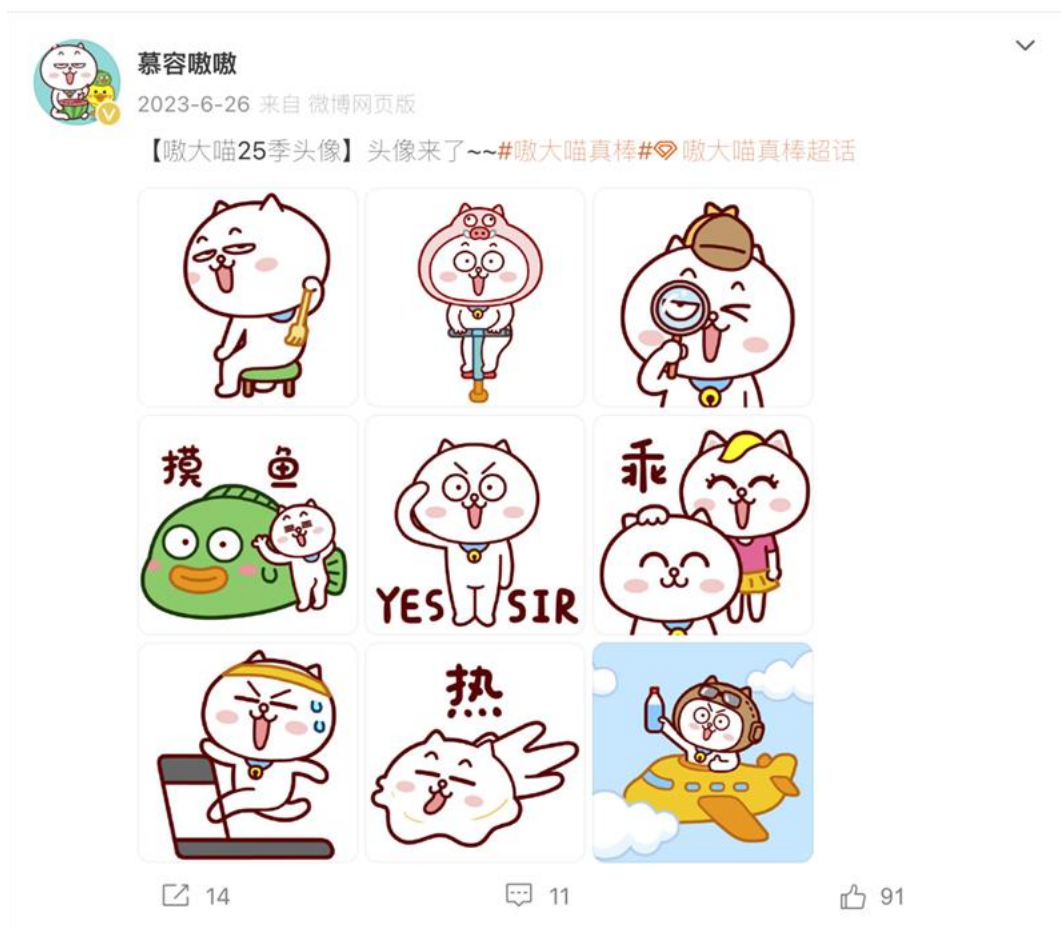 慕容嗷嗷
2023-6-26 来自 微博网页版
【嗷大喵25季头像】头像来了~~#嗷大喵真棒#嗷大喵真棒超话
摸 鱼
YES SIR
乖
热
14 11 91